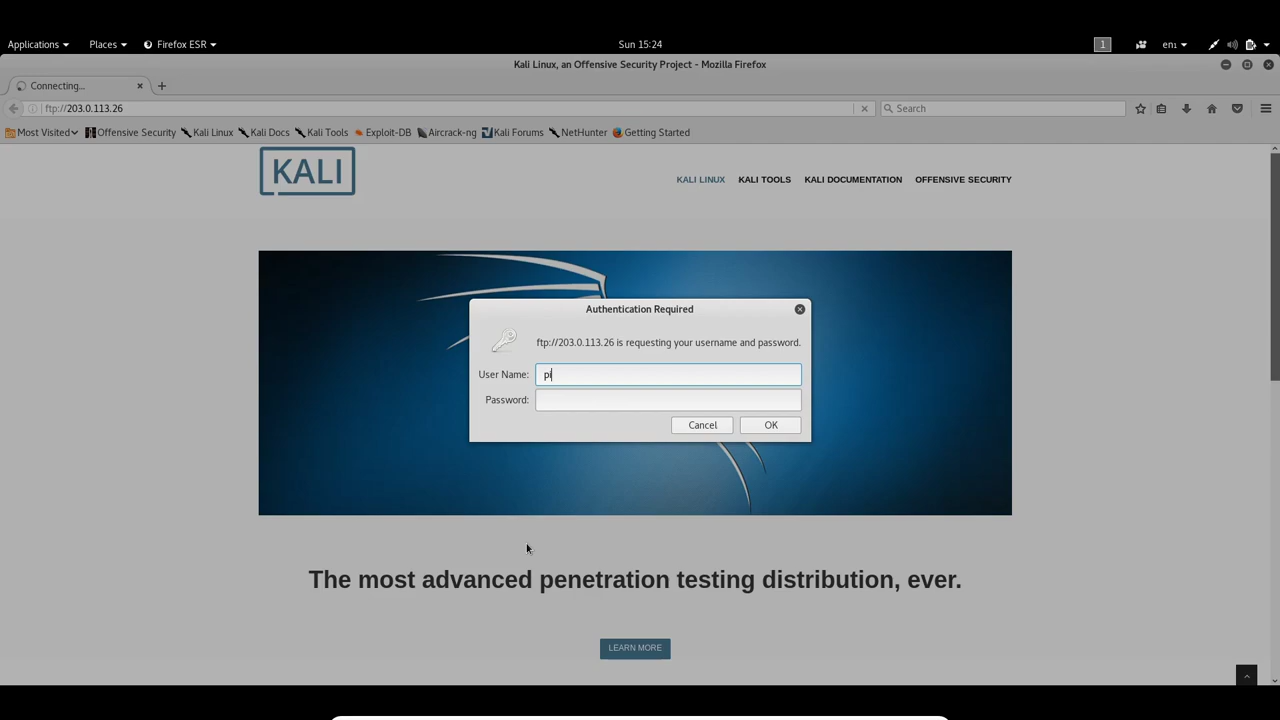 Applications Places Firefox ESR Sun 15:24 1 en1
Kali Linux, an Offensive Security Project - Mozilla Firefox
Connecting...
ftp://203.0.113.26 Search
Most Visited Offensive Security Kali Linux Kali Docs Kali Tools Exploit-DB Aircrack-ng Kali Forums NetHunter Getting Started
KALI KALI LINUX KALI TOOLS KALI DOCUMENTATION OFFENSIVE SECURITY
Authentication Required
ftp://203.0.113.26 is requesting your username and password.
User Name: pi
Password:
Cancel OK
The most advanced penetration testing distribution, ever.
LEARN MORE